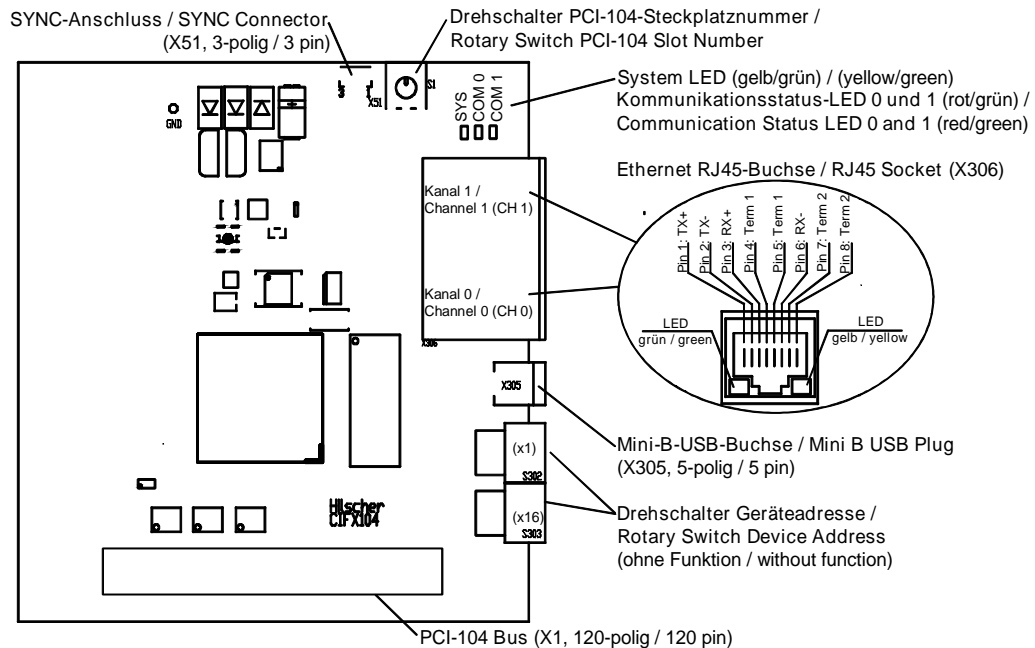 SYNC-Anschluss / SYNC Connector
(X51, 3-polig / 3 pin)
Drehschalter PCI-104-Steckplatznummer /
Rotary Switch PCI-104 Slot Number
System LED (gelb/grün) / (yellow/green)
Kommunikationsstatus-LED 0 und 1 (rot/grün) /
Communication Status LED 0 and 1 (red/green)
GND
X51
S1
SYS
COM 0
COM 1
Ethernet RJ45-Buchse / RJ45 Socket (X306)
Kanal 1 /
Channel 1 (CH 1)
Kanal 0 /
Channel 0 (CH 0)
X306
Pin 1: TX+
Pin 2: TX-
Pin 3: RX+
Pin 4: Term 1
Pin 5: Term 1
Pin 6: RX-
Pin 7: Term 2
Pin 8: Term 2
LED
grün / green
LED
gelb / yellow
X305
Mini-B-USB-Buchse / Mini B USB Plug
(X305, 5-polig / 5 pin)
(x1)
S302
(x16)
S303
Drehschalter Geräteadresse /
Rotary Switch Device Address
(ohne Funktion / without function)
Hilscher
CIFX104
PCI-104 Bus (X1, 120-polig / 120 pin)